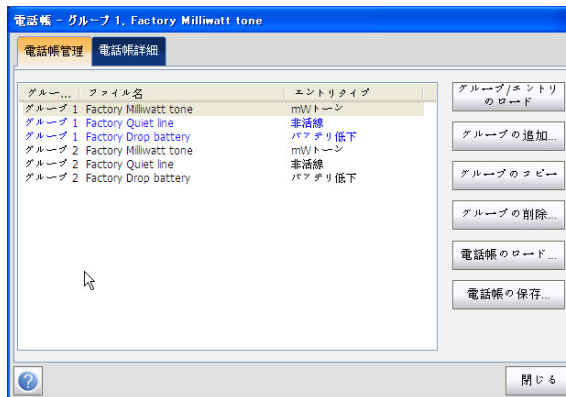 電話帳 - グループ 1, Factory Milliwatt tone
電話帳管理 電話帳詳細
グルー... ファイル名 エントリタイプ
グループ 1 Factory Milliwatt tone mWトーン
グループ 1 Factory Quiet line 非活線
グループ 1 Factory Drop battery バッテリ低下
グループ 2 Factory Milliwatt tone mWトーン
グループ 2 Factory Quiet line 非活線
グループ 2 Factory Drop battery バッテリ低下
グループ/エントリ
のロード
グループの追加...
グループのコピー
グループの削除...
電話帳のロード...
電話帳の保存...
?
閉じる